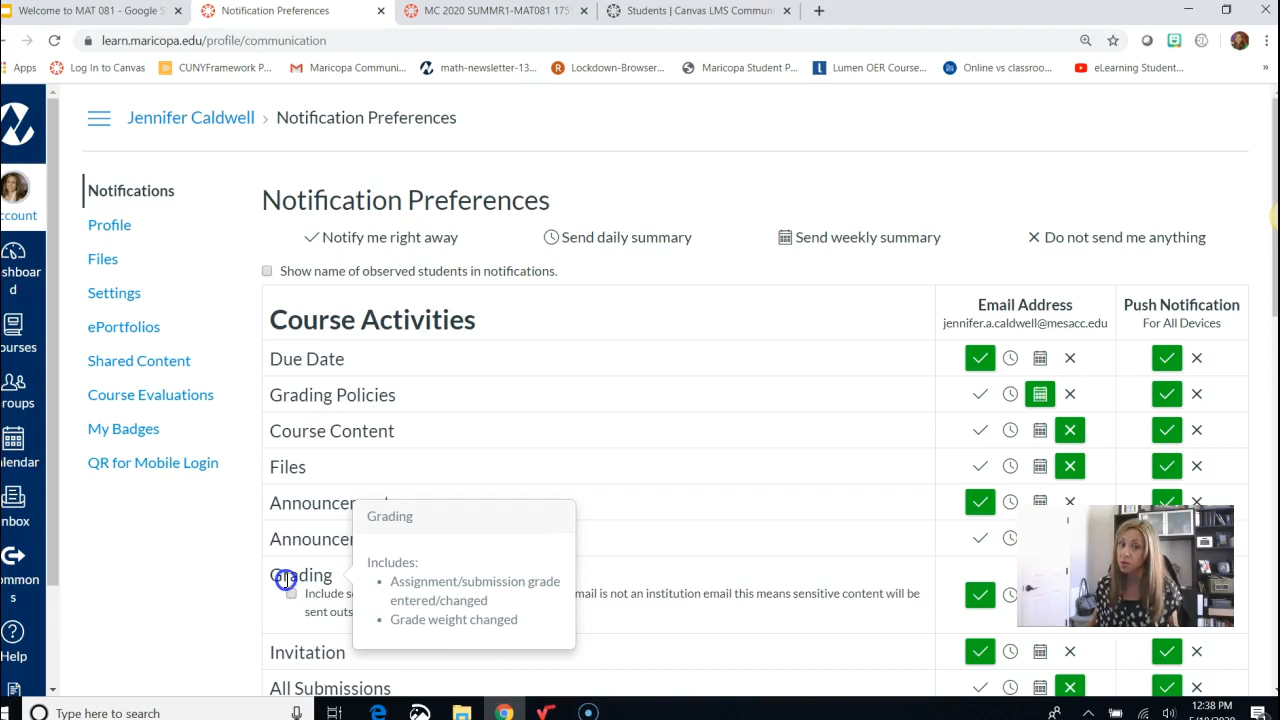 Welcome to MAT 081 - Google S
Notification Preferences
MC 2020 SUMMR1-MAT081 175
Students | Canvas LMS Commun
learn.maricopa.edu/profile/communication
Apps
Log In to Canvas
CUNYFramework P...
Maricopa Communi...
math-newsletter-13...
Lockdown-Browser...
Maricopa Student P...
Lumen OER Course...
Online vs classroo...
eLearning Student...
»
Jennifer Caldwell > Notification Preferences
ccount
shboar
d
ourses
roups
lendar
nbox
ommon
s
Help
Notifications
Profile
Files
Settings
ePortfolios
Shared Content
Course Evaluations
My Badges
QR for Mobile Login
Notification Preferences
Notify me right away
Send daily summary
Send weekly summary
Do not send me anything
Show name of observed students in notifications.
Course Activities
Email Address
jennifer.a.caldwell@mesacc.edu
Push Notification
For All Devices
Due Date
Grading Policies
Course Content
Files
Announcement
Announcer
Grading
Include s
mail is not an institution email this means sensitive content will be
sent outs
Grading
Includes:
• Assignment/submission grade
entered/changed
• Grade weight changed
Invitation
All Submissions
Type here to search
12:38 PM